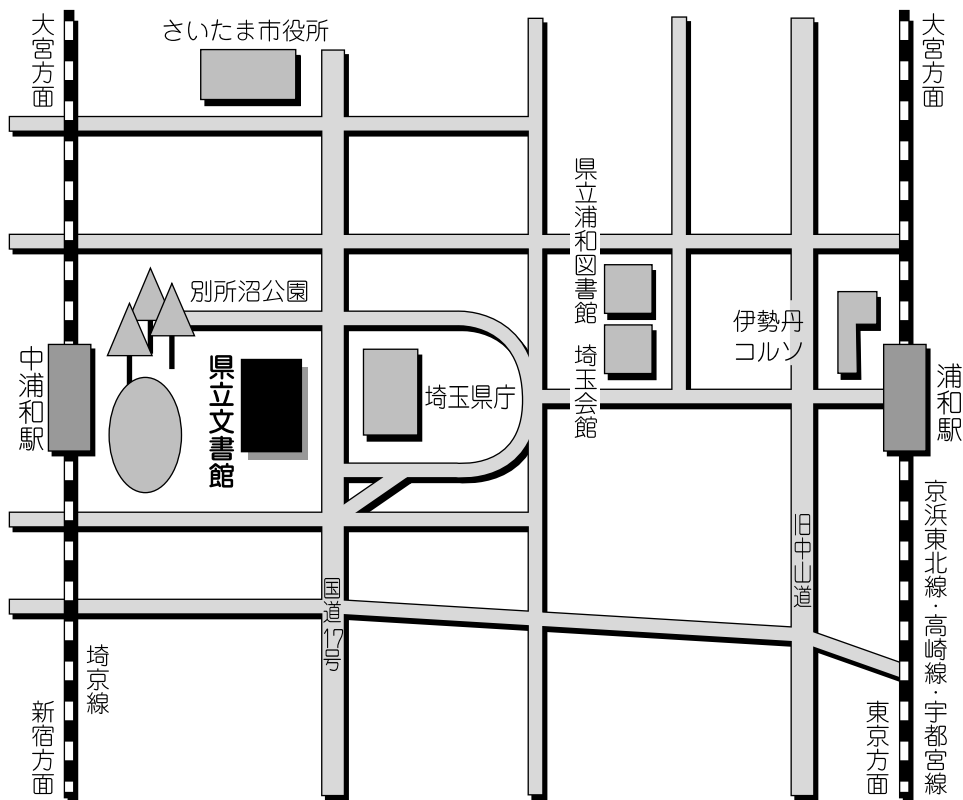 大宮方面
さいたま市役所
大宮方面
県立浦和図書館
別所沼公園
伊勢丹
コルソ
中浦和駅
県立文書館
埼玉県庁
埼玉会館
浦和駅
京浜東北線・高崎線・宇都宮線
旧中山道
国道17号
埼京線
新宿方面
東京方面